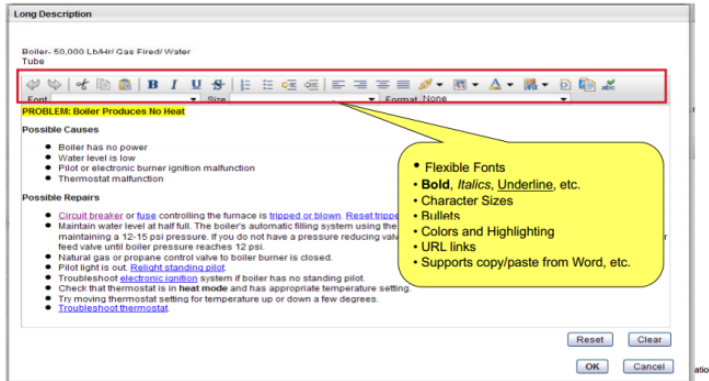 Long Description
Boiler- 50,000 Lb/Hr/ Gas Fired/ Water
Tube
B I U S
Font Size Format None
PROBLEM: Boiler Produces No Heat
Possible Causes
• Boiler has no power
• Water level is low
• Pilot or electronic burner ignition malfunction
• Thermostat malfunction
Possible Repairs
• Circuit breaker or fuse controlling the furnace is tripped or blown. Reset trippe
• Maintain water level at half full. The boiler's automatic filling system using the
maintaining a 12-15 psi pressure. If you do not have a pressure reducing valv
feed valve until boiler pressure reaches 12 psi.
• Natural gas or propane control valve to boiler burner is closed.
• Pilot light is out. Relight standing pilot.
• Troubleshoot electronic ignition system if boiler has no standing pilot.
• Check that thermostat is in heat mode and has appropriate temperature setting.
• Try moving thermostat setting for temperature up or down a few degrees.
• Troubleshoot thermostat.
• Flexible Fonts
• Bold, Italics, Underline, etc.
• Character Sizes
• Bullets
• Colors and Highlighting
• URL links
• Supports copy/paste from Word, etc.
Reset Clear
OK Cancel
atio